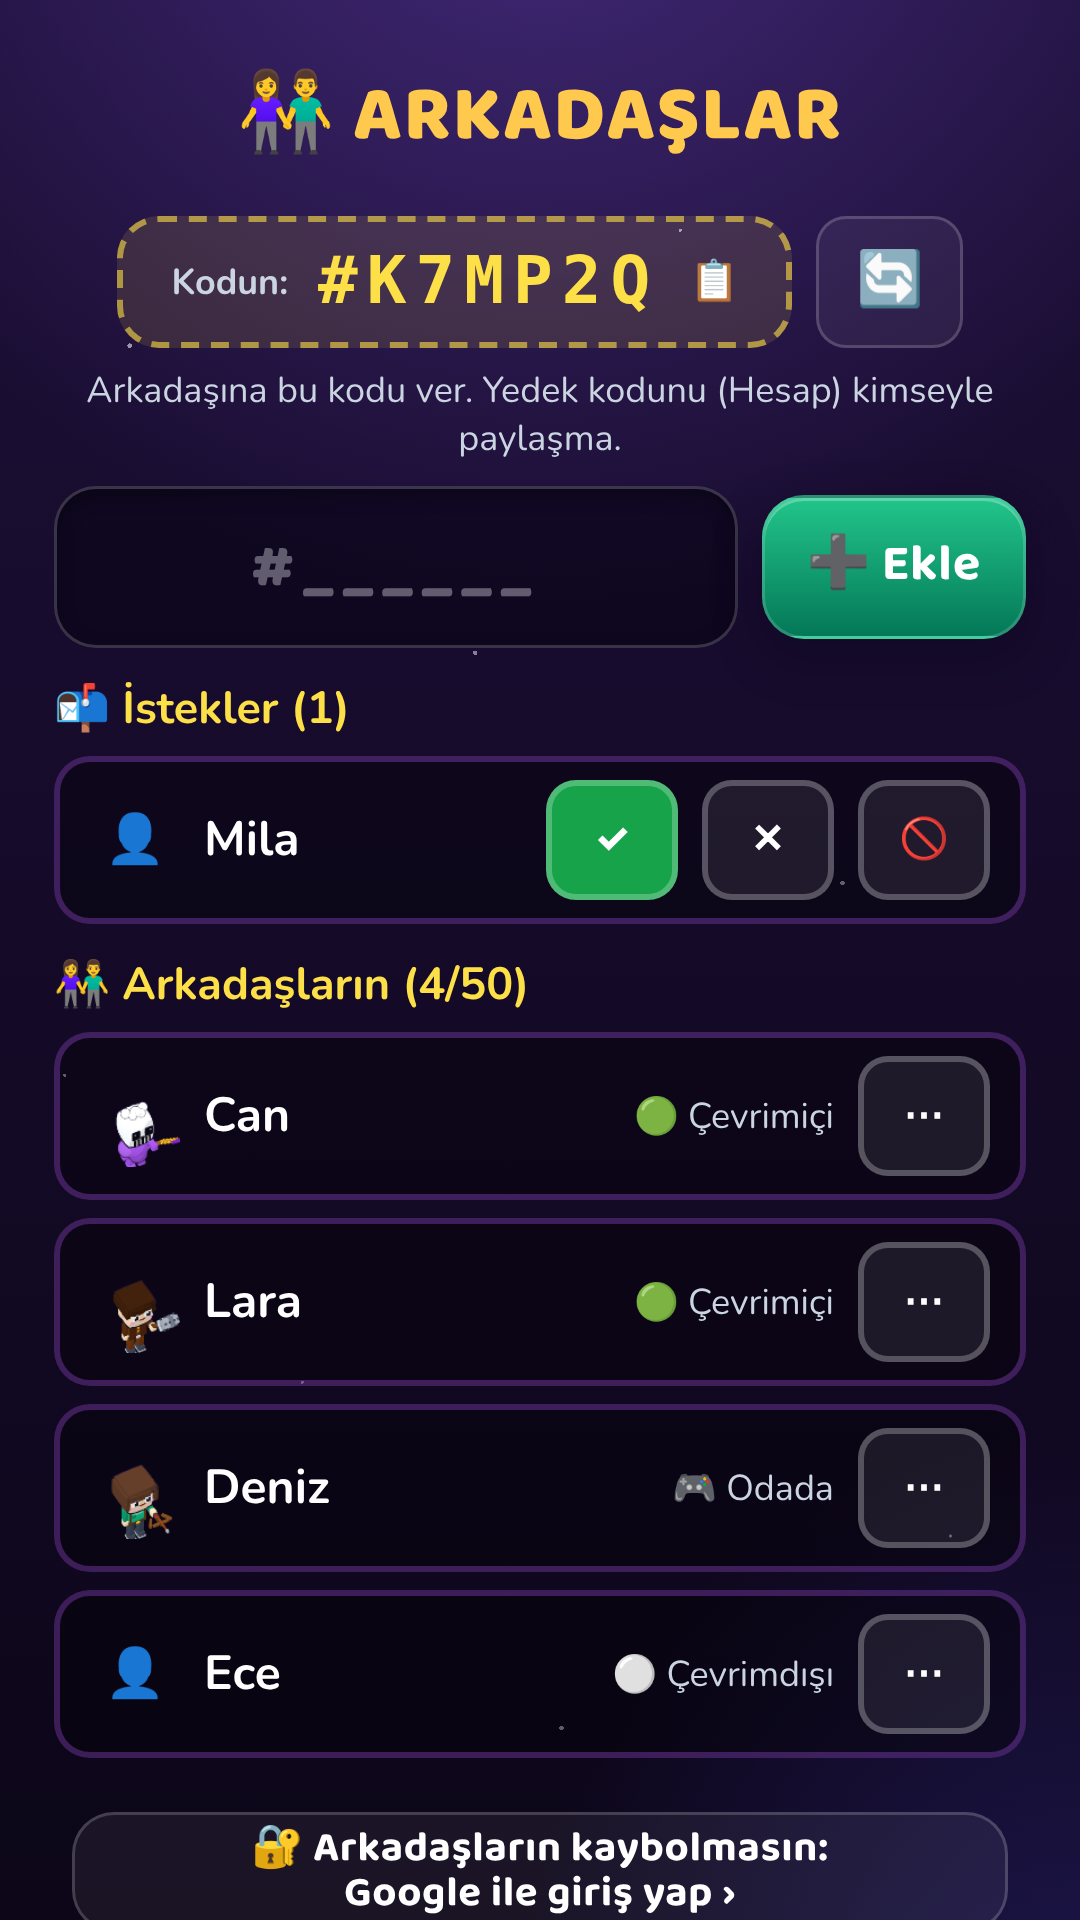 ARKADAŞLAR
Kodun: #K7MP2Q
Arkadaşına bu kodu ver. Yedek kodunu (Hesap) kimseyle
paylaşma.
#______
➕ Ekle
İstekler (1)
Mila
Arkadaşların (4/50)
Can
Çevrimiçi
...
Lara
Çevrimiçi
...
Deniz
Odada
...
Ece
Çevrimdışı
...
Arkadaşların kaybolmasın:
Google ile giriş yap ›